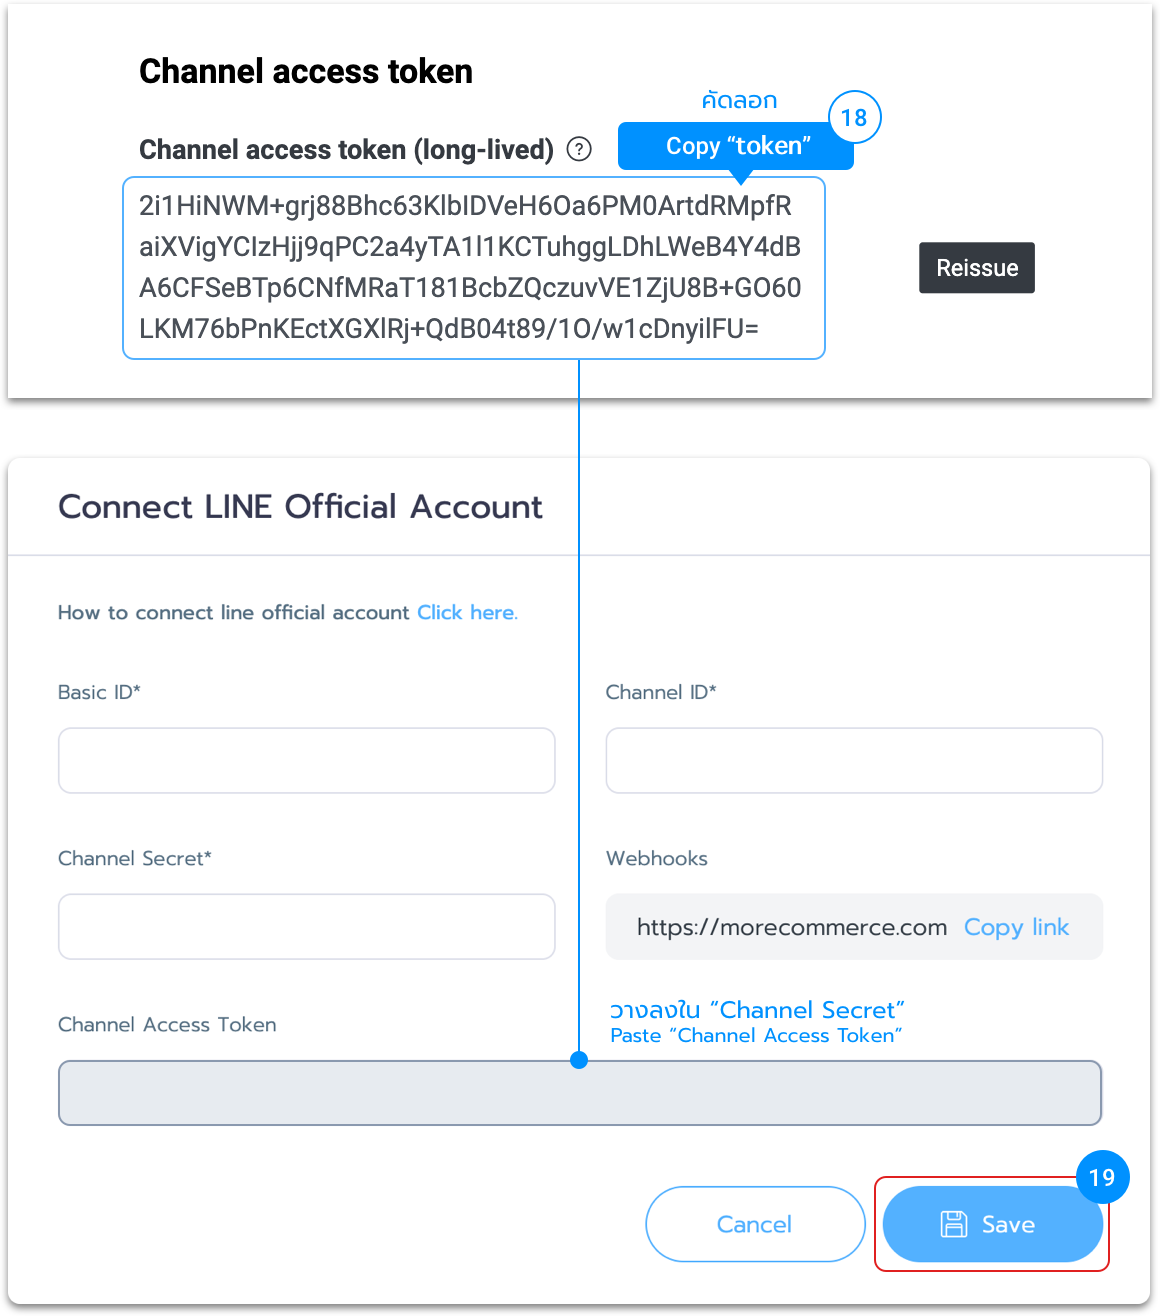 Channel access token
คัดลอก
18
Channel access token (long-lived) ?
Copy “token”
2i1HiNWM+grj88Bhc63KlbIDVeH6Oa6PM0ArtdRMpfR
aiXVigYCIzHjj9qPC2a4yTA1l1KCTuhggLDhLWeB4Y4dB
A6CFSeBTp6CNfMRaT181BcbZQczuvVE1ZjU8B+GO60
LKM76bPnKEctXGXlRj+QdB04t89/1O/w1cDnyilFU=
Reissue
Connect LINE Official Account
How to connect line official account Click here.
Basic ID*
Channel ID*
Channel Secret*
Webhooks
https://morecommerce.com Copy link
Channel Access Token
วางลงใน “Channel Secret”
Paste “Channel Access Token”
19
Cancel
Save